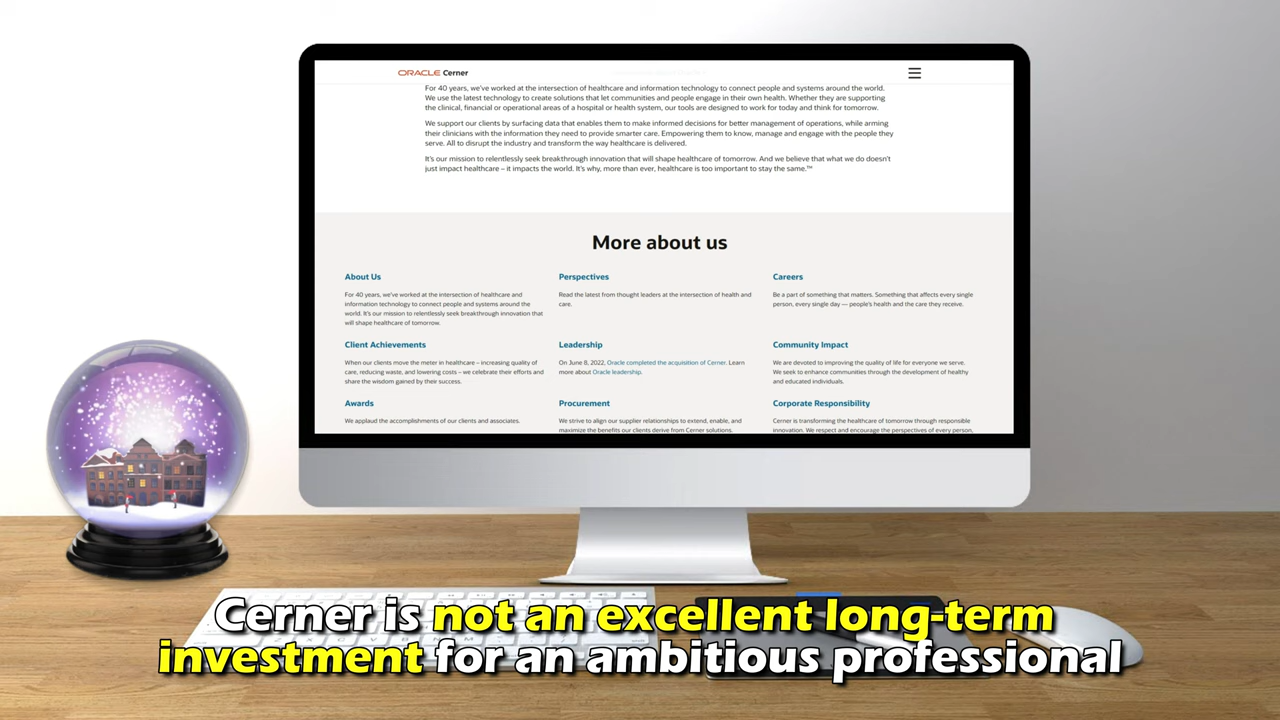 ORACLE Cerner
For 40 years, we've worked at the intersection of healthcare and information technology to connect people and systems around the world.
We use the latest technology to create solutions that let communities and people engage in their own health. Whether they are supporting
the clinical, financial or operational areas of a hospital or health system, our tools are designed to work for today and think for tomorrow.
We support our clients by surfacing data that enables them to make informed decisions for better management of operations, while arming
their clinicians with the information they need to provide smarter care. Empowering them to know, manage and engage with the people they
serve. All to disrupt the industry and transform the way healthcare is delivered.
It's our mission to relentlessly seek breakthrough innovation that will shape healthcare of tomorrow. And we believe that what we do doesn't
just impact healthcare – it impacts the world. It's why, more than ever, healthcare is too important to stay the same.™
More about us
About Us
For 40 years, we've worked at the intersection of healthcare and
information technology to connect people and systems around the
world. It's our mission to relentlessly seek breakthrough innovation that
will shape healthcare of tomorrow.
Perspectives
Read the latest from thought leaders at the intersection of health and
care.
Careers
Be a part of something that matters. Something that affects every single
person, every single day — people's health and the care they receive.
Client Achievements
When our clients move the meter in healthcare – increasing quality of
care, reducing waste, and lowering costs – we celebrate their efforts and
share the wisdom gained by their success.
Leadership
On June 8, 2022, Oracle completed the acquisition of Cerner. Learn
more about Oracle leadership.
Community Impact
We are devoted to improving the quality of life for everyone we serve.
We seek to enhance communities through the development of healthy
and educated individuals.
Awards
We applaud the accomplishments of our clients and associates.
Procurement
We strive to align our supplier relationships to extend, enable, and
maximize the benefits our clients derive from Cerner solutions.
Corporate Responsibility
Cerner is transforming the healthcare of tomorrow through responsible
innovation. We respect and encourage the perspectives of every person,
Cerner is not an excellent long-term
investment for an ambitious professional